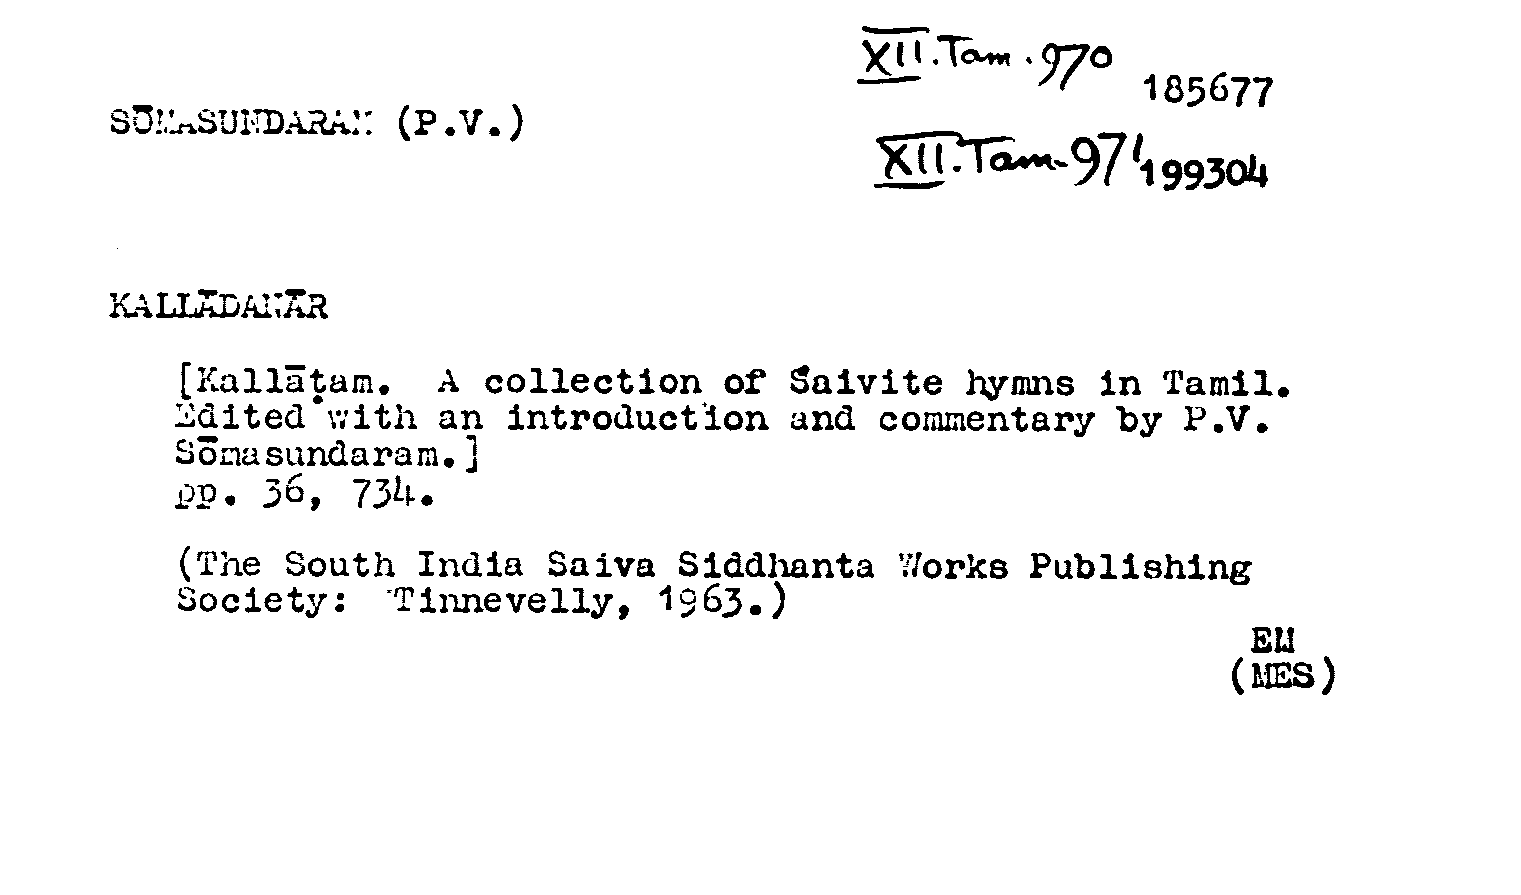 XII.Tam.970
185677
SŌMASUNDARAM (P.V.)
XII.Tam.971
199304
KALLĀDANĀR
[Kallāṭam. A collection of Śaivite hymns in Tamil.
Edited with an introduction and commentary by P.V.
Sōmasundaram.]
pp. 36, 734.
(The South India Saiva Siddhanta Works Publishing
Society: Tinnevelly, 1963.)
EW
(MES)